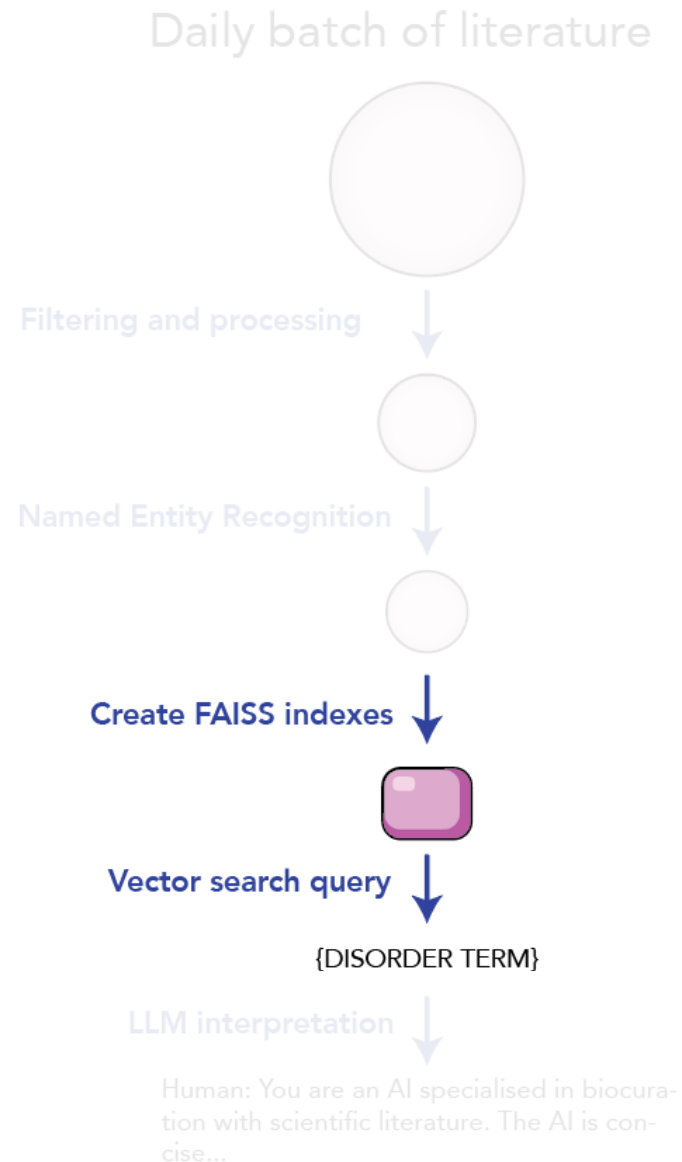 Daily batch of literature
Filtering and processing
Named Entity Recognition
Create FAISS indexes
Vector search query
{DISORDER TERM}
LLM interpretation
Human: You are an AI specialised in biocura-
tion with scientific literature. The AI is con-
cise...